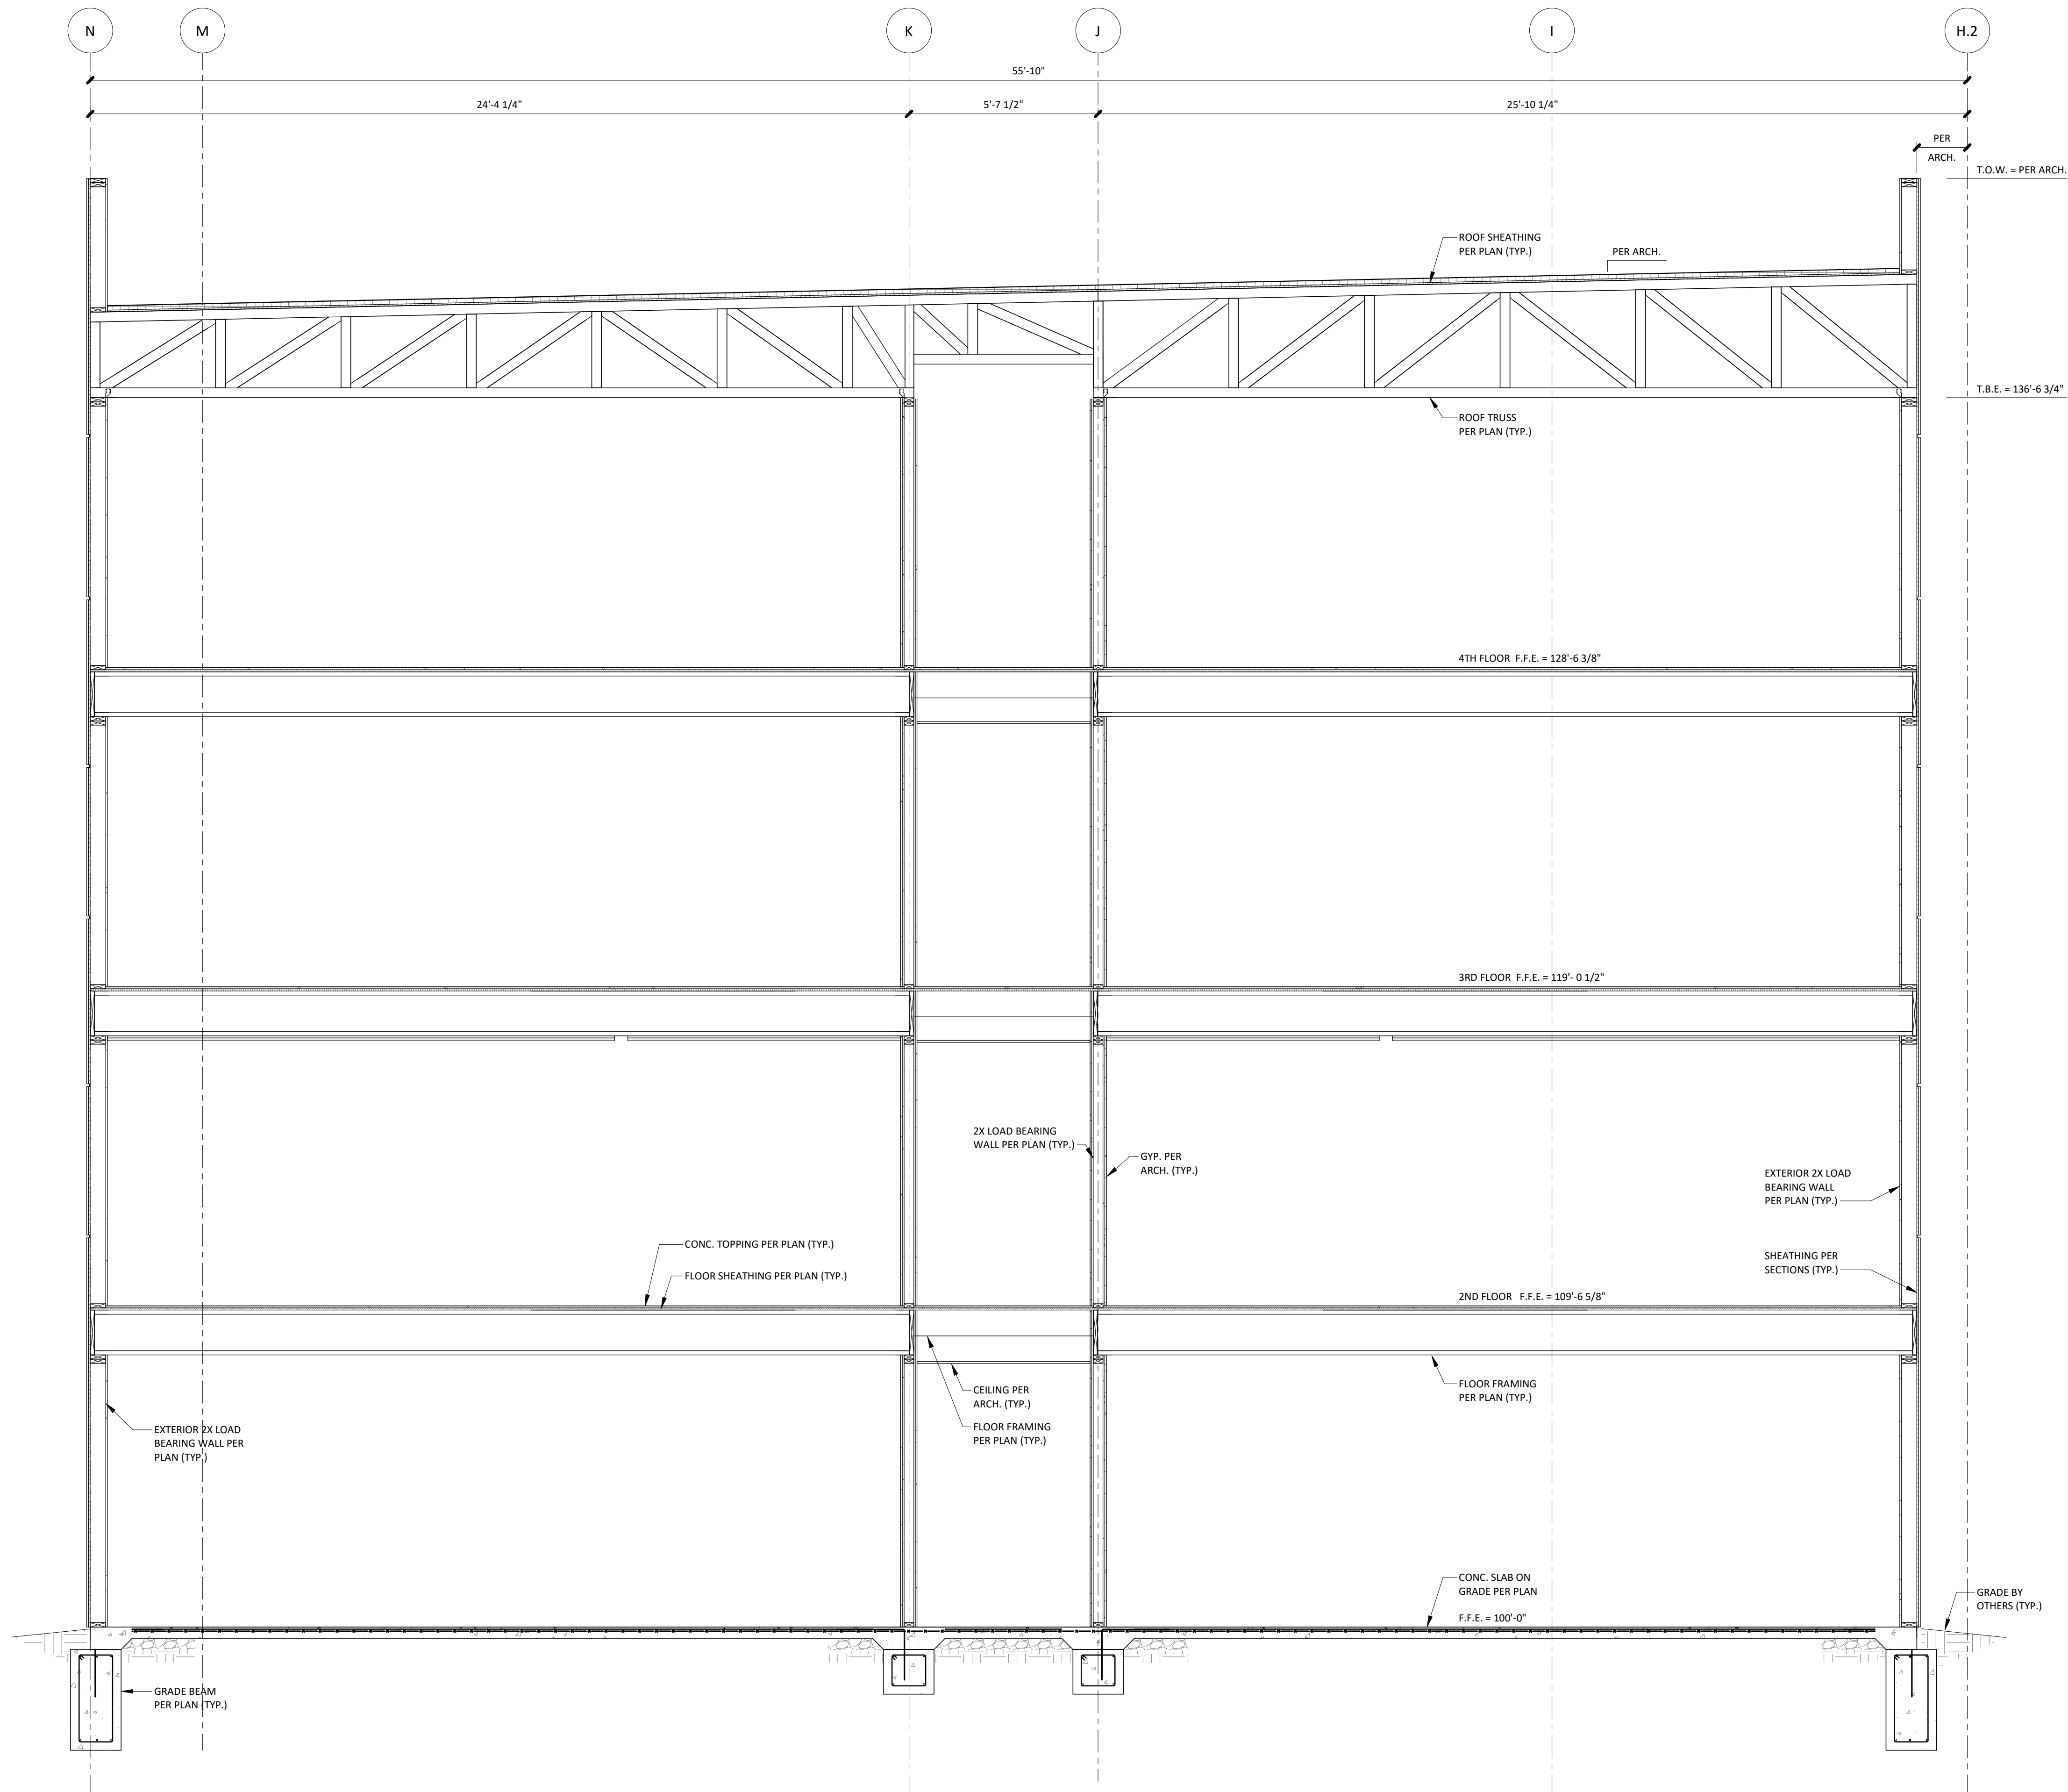 N
M
K
J
I
H.2
55'-10"
24'-4 1/4"
5'-7 1/2"
25'-10 1/4"
PER
ARCH.
T.O.W. = PER ARCH.
ROOF SHEATHING
PER PLAN (TYP.)
PER ARCH.
T.B.E. = 136'-6 3/4"
ROOF TRUSS
PER PLAN (TYP.)
4TH FLOOR F.F.E. = 128'-6 3/8"
3RD FLOOR F.F.E. = 119'- 0 1/2"
2X LOAD BEARING
WALL PER PLAN (TYP.)
GYP. PER
ARCH. (TYP.)
EXTERIOR 2X LOAD
BEARING WALL
PER PLAN (TYP.)
CONC. TOPPING PER PLAN (TYP.)
FLOOR SHEATHING PER PLAN (TYP.)
SHEATHING PER
SECTIONS (TYP.)
2ND FLOOR F.F.E. = 109'-6 5/8"
CEILING PER
ARCH. (TYP.)
FLOOR FRAMING
PER PLAN (TYP.)
FLOOR FRAMING
PER PLAN (TYP.)
EXTERIOR 2X LOAD
BEARING WALL PER
PLAN (TYP.)
CONC. SLAB ON
GRADE PER PLAN
F.F.E. = 100'-0"
GRADE BY
OTHERS (TYP.)
GRADE BEAM
PER PLAN (TYP.)